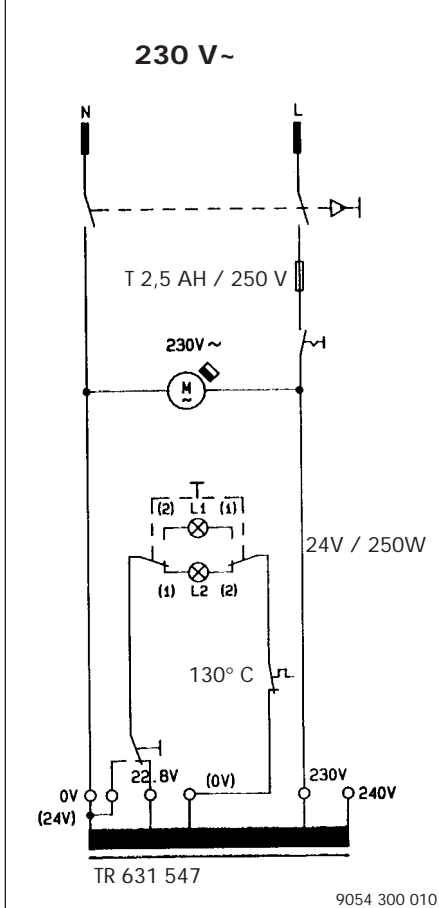 230 V~
N L
T 2,5 AH / 250 V
230V~
M
~
(2) L1 (1)
24V / 250W
(1) L2 (2)
130° C
22.8V (0V) 230V
0V 240V
(24V)
TR 631 547
9054 300 010